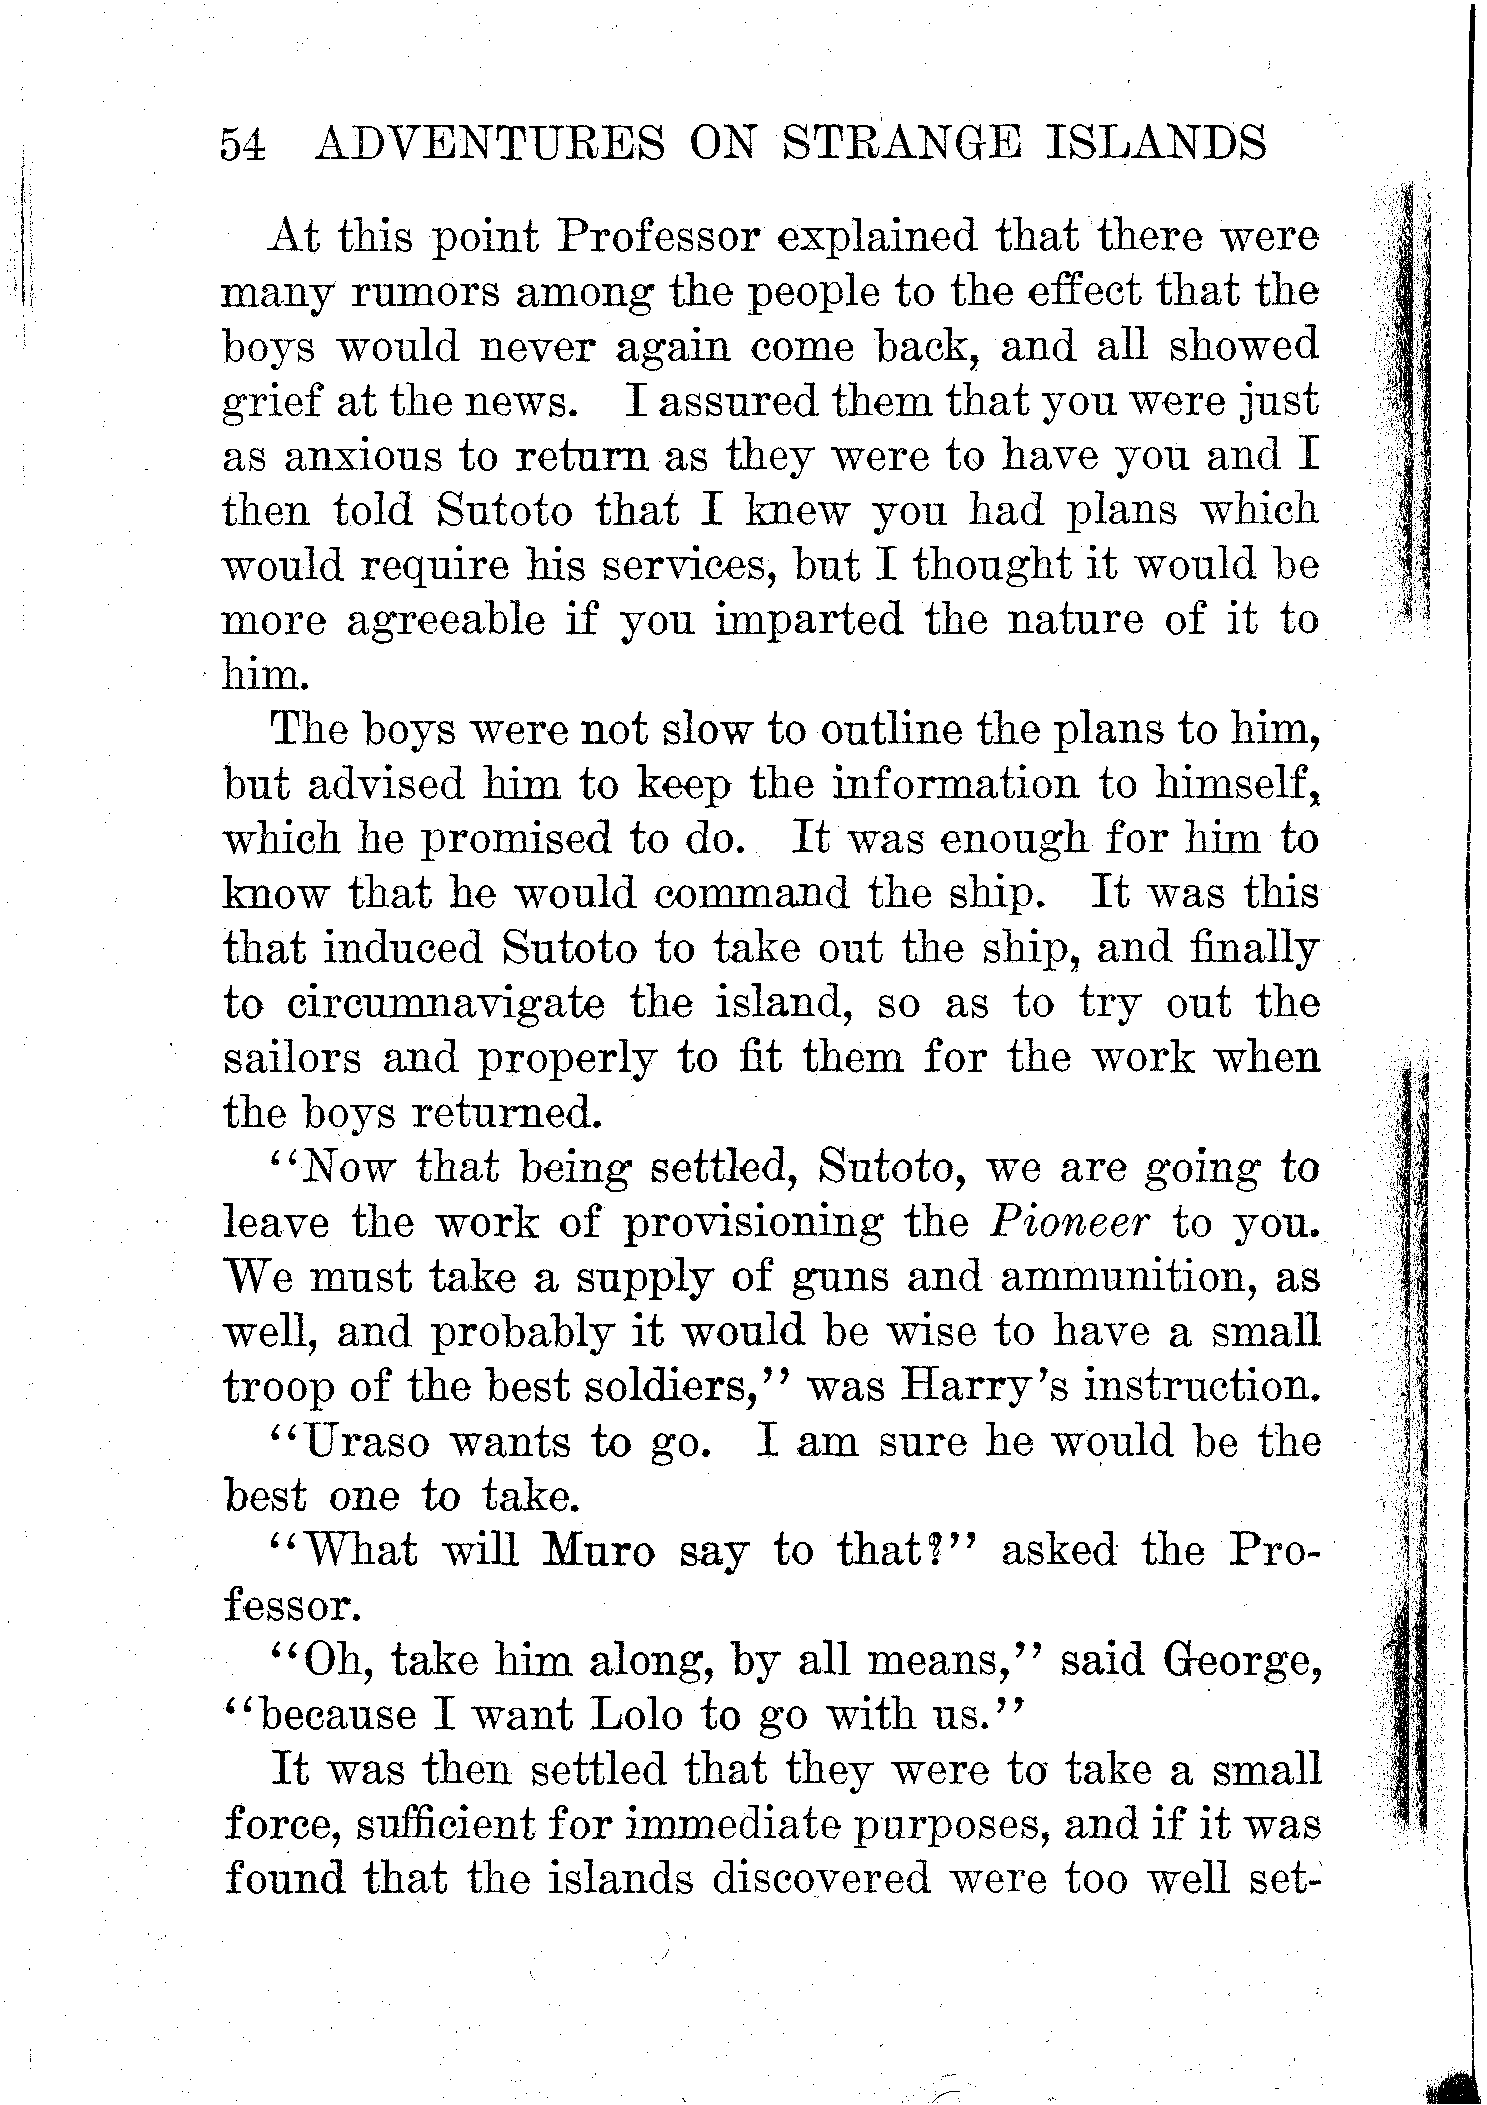 54 ADVENTURES ON STRANGE ISLANDS
At this point Professor explained that there were
many rumors among the people to the effect that the
boys would never again come back, and all showed
grief at the news. I assured them that you were just
as anxious to return as they were to have you and I
then told Sutoto that I knew you had plans which
would require his services, but I thought it would be
more agreeable if you imparted the nature of it to
him.
The boys were not slow to outline the plans to him,
but advised him to keep the information to himself,
which he promised to do. It was enough for him to
know that he would command the ship. It was this
that induced Sutoto to take out the ship, and finally
to circumnavigate the island, so as to try out the
sailors and properly to fit them for the work when
the boys returned.
“Now that being settled, Sutoto, we are going to
leave the work of provisioning the Pioneer to you.
We must take a supply of guns and ammunition, as
well, and probably it would be wise to have a small
troop of the best soldiers,” was Harry’s instruction.
“Uraso wants to go. I am sure he would be the
best one to take.
“What will Muro say to that?” asked the Pro-
fessor.
“Oh, take him along, by all means,” said George,
“because I want Lolo to go with us.”
It was then settled that they were to take a small
force, sufficient for immediate purposes, and if it was
found that the islands discovered were too well set-